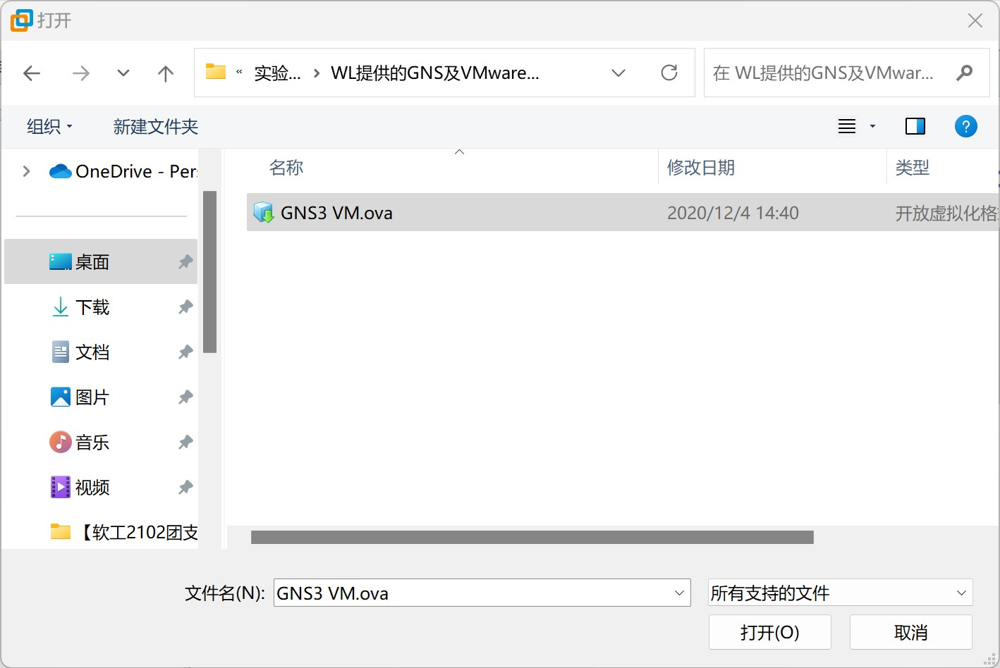 打开
« 实验... › WL提供的GNS及VMware...
在 WL提供的GNS及VMwar...
组织
新建文件夹
?
OneDrive - Per
名称
修改日期
类型
GNS3 VM.ova
2020/12/4 14:40
开放虚拟化格
桌面
下载
文档
图片
音乐
视频
【软工2102团支
文件名(N):
GNS3 VM.ova
所有支持的文件
打开(O)
取消